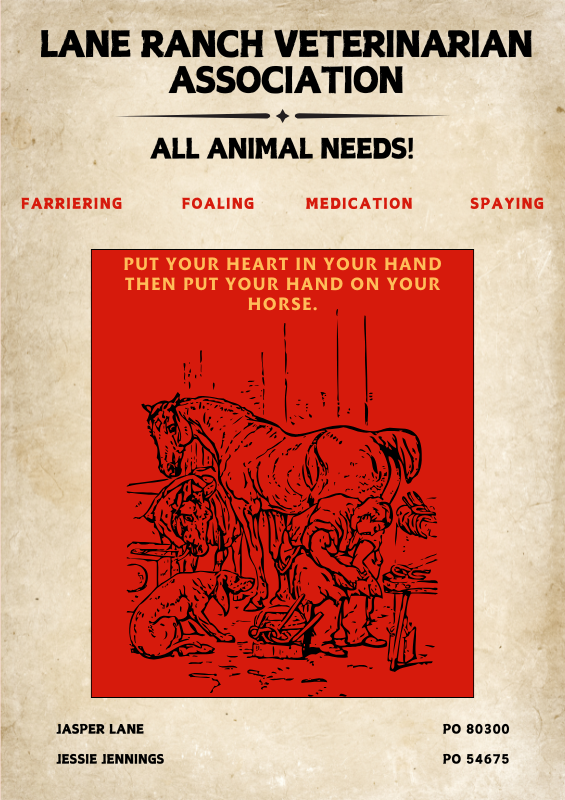 LANE RANCH VETERINARIAN
ASSOCIATION
ALL ANIMAL NEEDS!
FARRIERING FOALING MEDICATION SPAYING
PUT YOUR HEART IN YOUR HAND
THEN PUT YOUR HAND ON YOUR
HORSE.
JASPER LANE PO 80300
JESSIE JENNINGS PO 54675